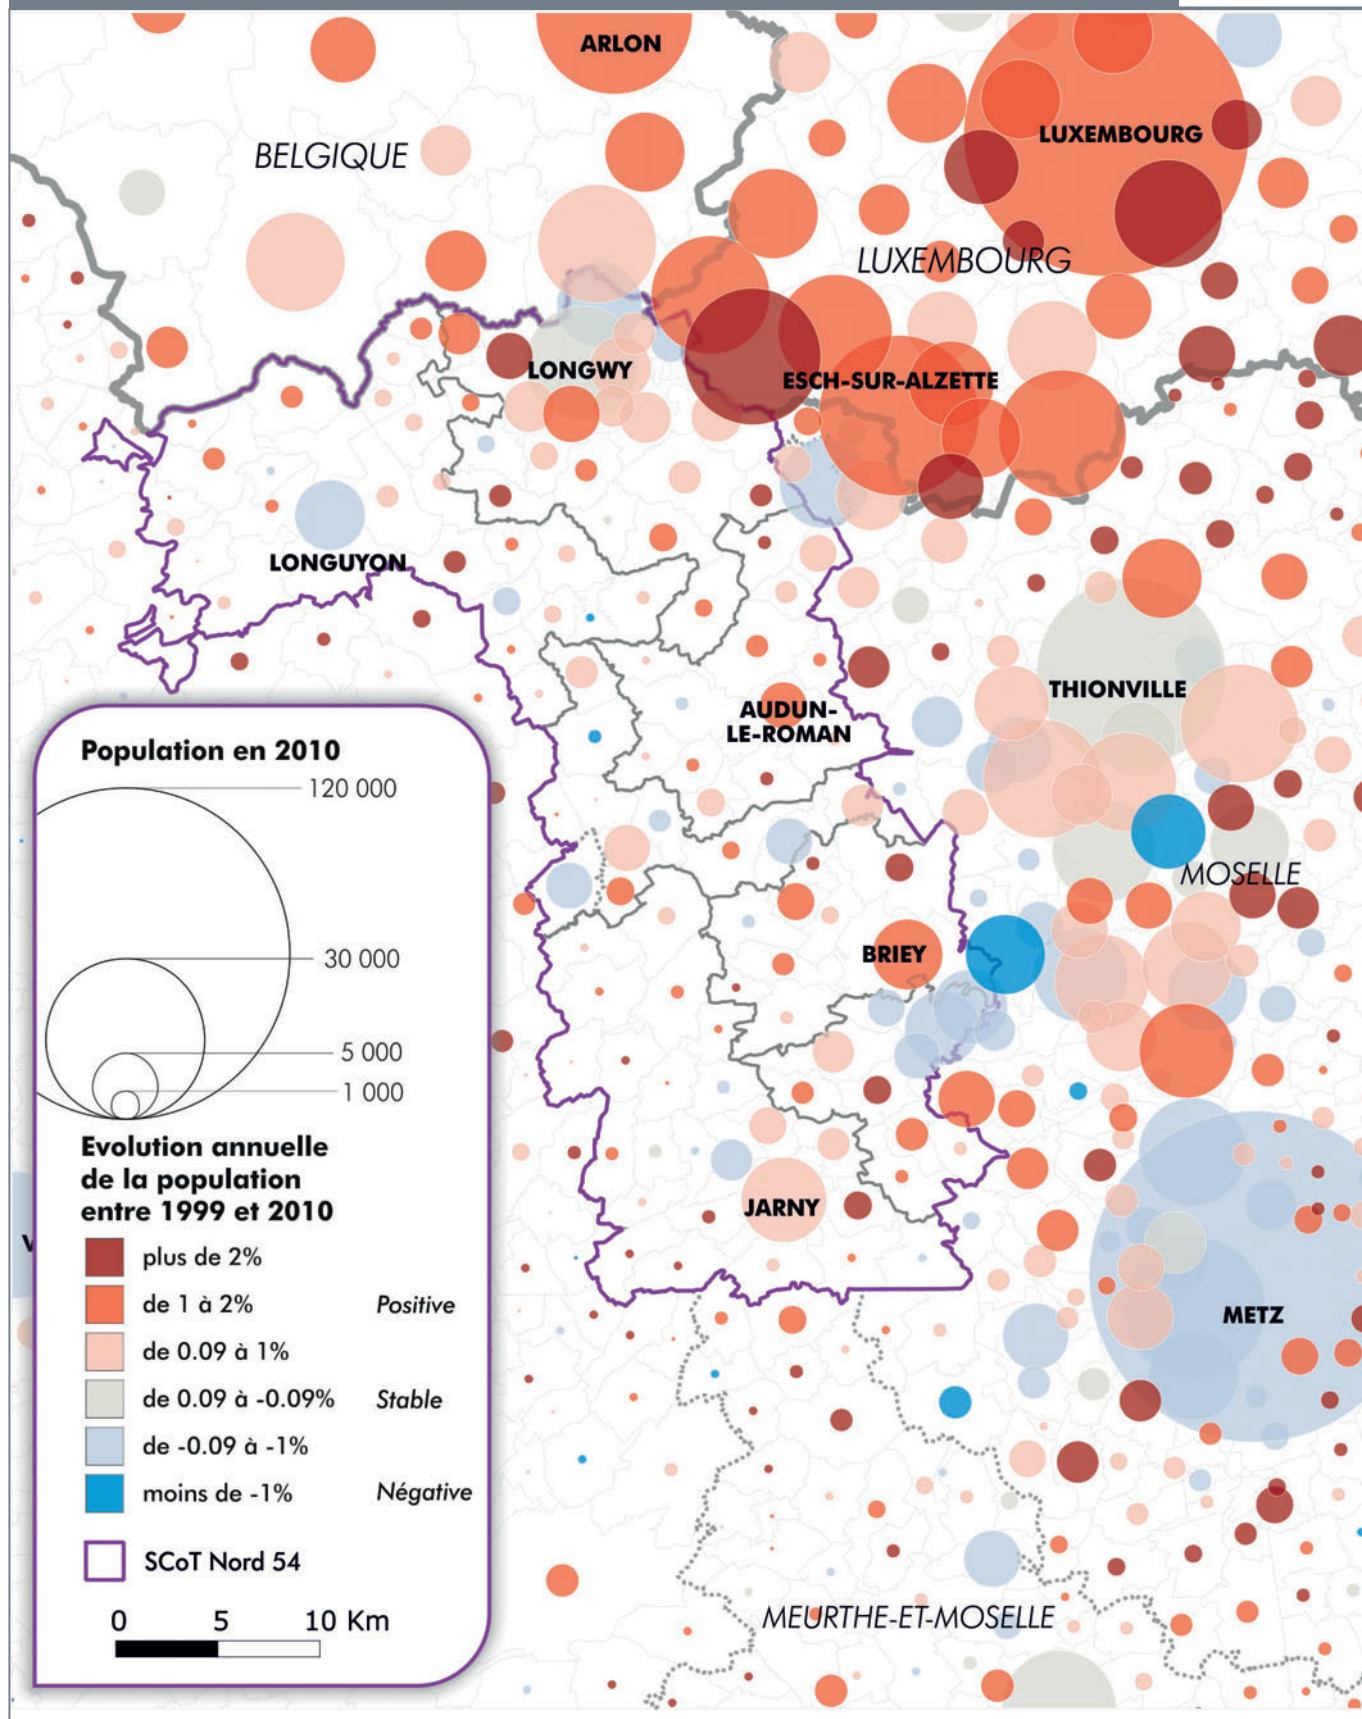 ARLON
BELGIQUE
LUXEMBOURG
LUXEMBOURG
LONGWY
ESCH-SUR-ALZETTE
LONGUYON
THIONVILLE
AUDUN-
LE-ROMAN
MOSELLE
BRIEY
JARNY
METZ
MEURTHE-ET-MOSELLE
V
Population en 2010
120 000
30 000
5 000
1 000
Evolution annuelle
de la population
entre 1999 et 2010
plus de 2%
de 1 à 2% Positive
de 0.09 à 1%
de 0.09 à -0.09% Stable
de -0.09 à -1%
moins de -1% Négative
SCoT Nord 54
0 5 10 Km